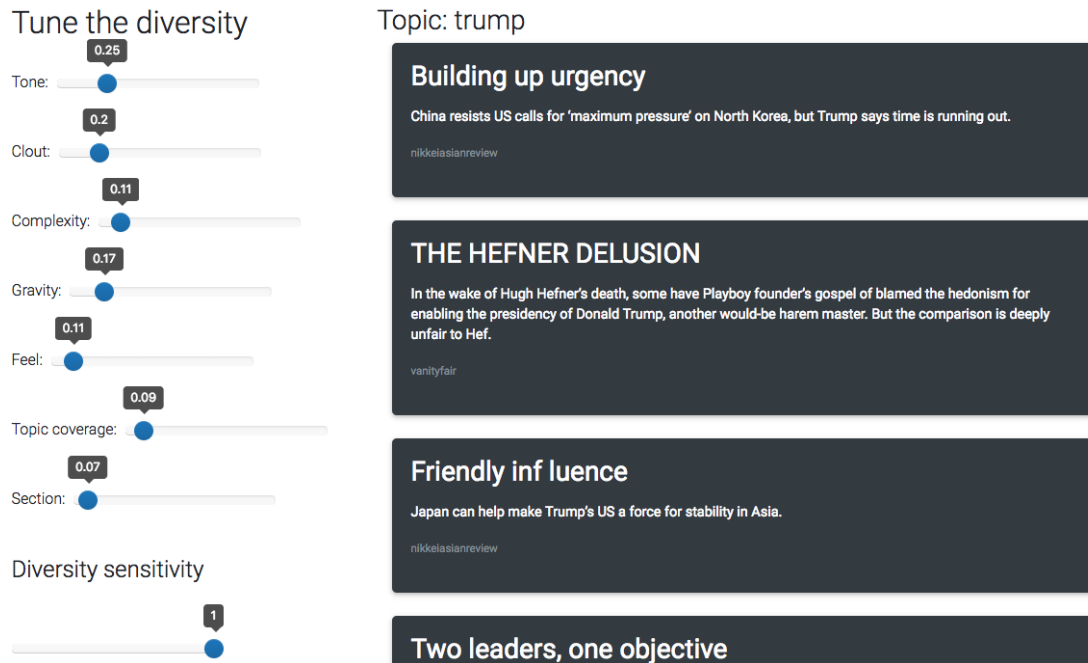 Tune the diversity
0.25
Tone:
0.2
Clout:
0.11
Complexity:
0.17
Gravity:
0.11
Feel:
0.09
Topic coverage:
0.07
Section:
Diversity sensitivity
1
Topic: trump
Building up urgency
China resists US calls for ‘maximum pressure’ on North Korea, but Trump says time is running out.
nikkeiasianreview
THE HEFNER DELUSION
In the wake of Hugh Hefner’s death, some have Playboy founder’s gospel of blamed the hedonism for
enabling the presidency of Donald Trump, another would-be harem master. But the comparison is deeply
unfair to Hef.
vanityfair
Friendly inf luence
Japan can help make Trump’s US a force for stability in Asia.
nikkeiasianreview
Two leaders, one objective